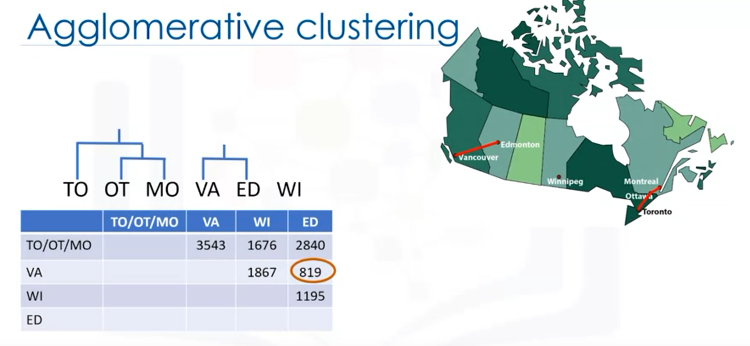 Agglomerative clustering
Edmonton
Vancouver
Winnipeg
Montreal
Ottawa
Toronto
TO OT MO VA ED WI
TO/OT/MO VA WI ED
TO/OT/MO 3543 1676 2840
VA 1867 819
WI 1195
ED